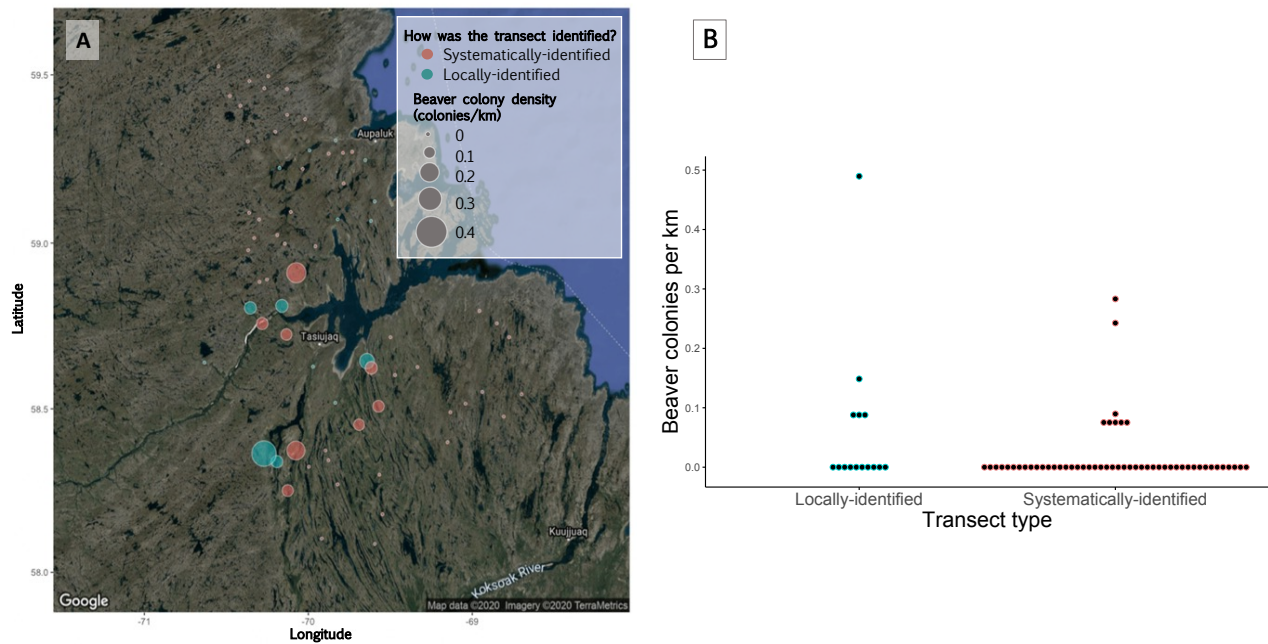 A
How was the transect identified?
Systematically-identified
Locally-identified
Beaver colony density
(colonies/km)
0
0.1
0.2
0.3
0.4
59.5
59.0
58.5
58.0
Latitude
Aupaluk
Tasiujaq
Kuujjuaq
Koksoak River
Google
Map data ©2020 Imagery ©2020 TerraMetrics
-71
-70
-69
Longitude
B
0.5
0.4
0.3
0.2
0.1
0.0
Beaver colonies per km
Locally-identified
Systematically-identified
Transect type